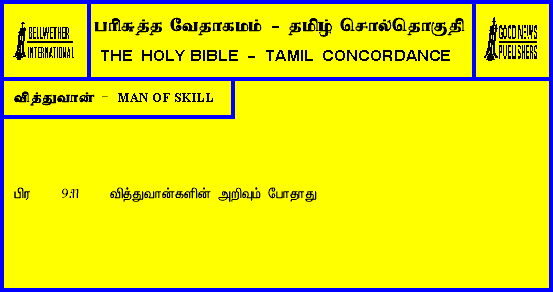 BELLWETHER
INTERNATIONAL
பரிசுத்த வேதாகமம் - தமிழ் சொல்தொகுதி
THE HOLY BIBLE - TAMIL CONCORDANCE
GOOD NEWS
PUBLISHERS
வித்துவான் - MAN OF SKILL
பிர 9:11 வித்துவான்களின் அறிவும் போதாது